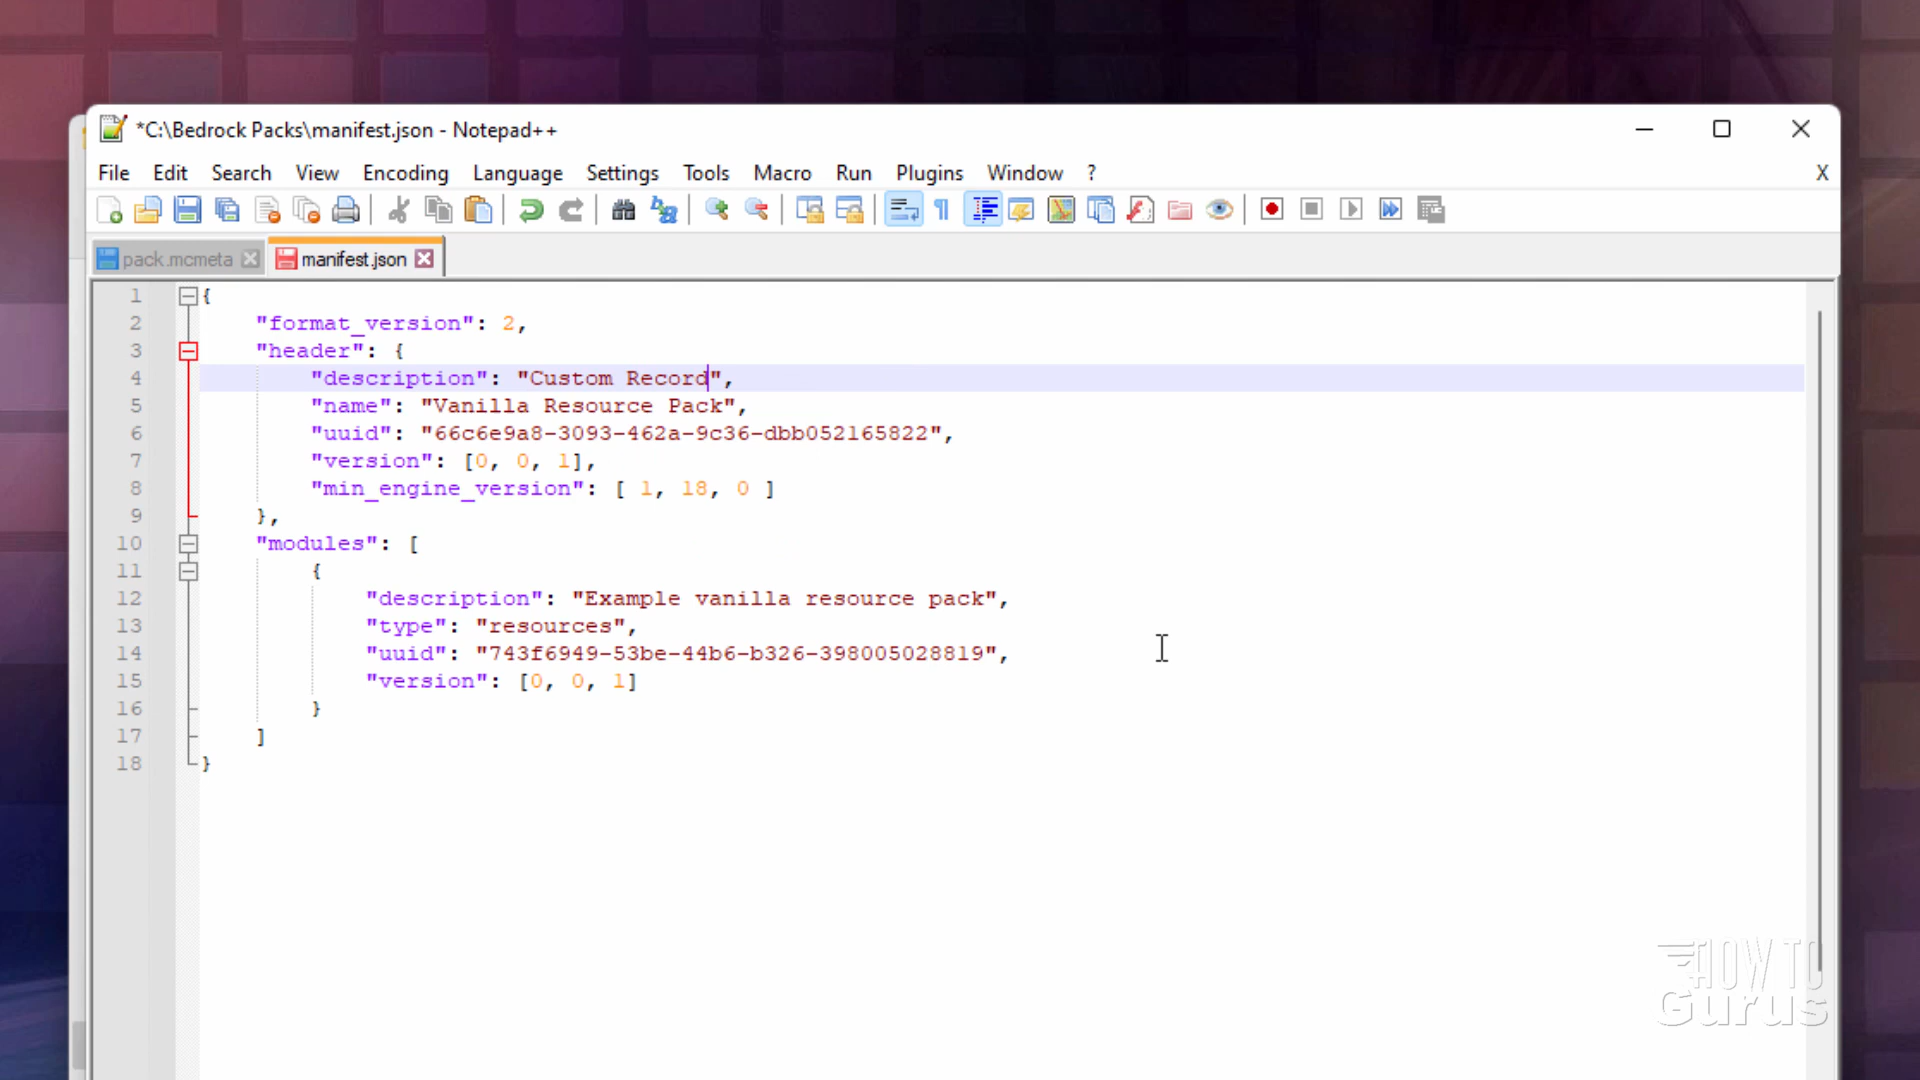 *C:\Bedrock Packs\manifest.json - Notepad++
File Edit Search View Encoding Language Settings Tools Macro Run Plugins Window ? X
pack.mcmeta manifest.json
1 {
2 "format_version": 2,
3 "header": {
4 "description": "Custom Record",
5 "name": "Vanilla Resource Pack",
6 "uuid": "66c6e9a8-3093-462a-9c36-dbb052165822",
7 "version": [0, 0, 1],
8 "min_engine_version": [ 1, 18, 0 ]
9 },
10 "modules": [
11 {
12 "description": "Example vanilla resource pack",
13 "type": "resources",
14 "uuid": "743f6949-53be-44b6-b326-398005028819",
15 "version": [0, 0, 1]
16 }
17 ]
18 }
HOW TO
Gurus